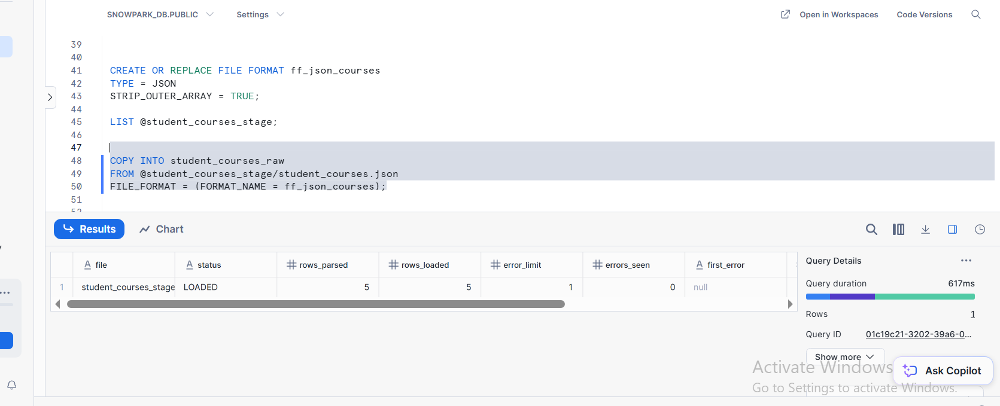 SNOWPARK_DB.PUBLIC Settings Open in Workspaces Code Versions
39
40
41 CREATE OR REPLACE FILE FORMAT ff_json_courses
42 TYPE = JSON
43 STRIP_OUTER_ARRAY = TRUE;
44
45 LIST @student_courses_stage;
46
47
48 COPY INTO student_courses_raw
49 FROM @student_courses_stage/student_courses.json
50 FILE_FORMAT = (FORMAT_NAME = ff_json_courses);
51
Results Chart
file status rows_parsed rows_loaded error_limit errors_seen first_error
1 student_courses_stage LOADED 5 5 1 0 null
Query Details
Query duration 617ms
Rows 1
Query ID 01c19c21-3202-39a6-0...
Show more
Ask Copilot
Activate Windows
Go to Settings to activate Windows.